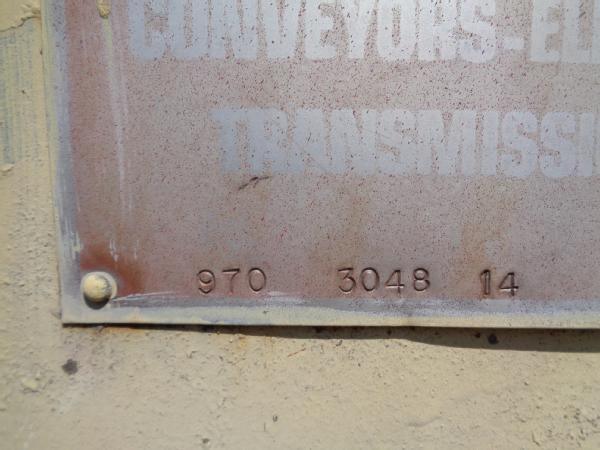 CONVEYORS-EL
TRANSMISSI
970 3048 14